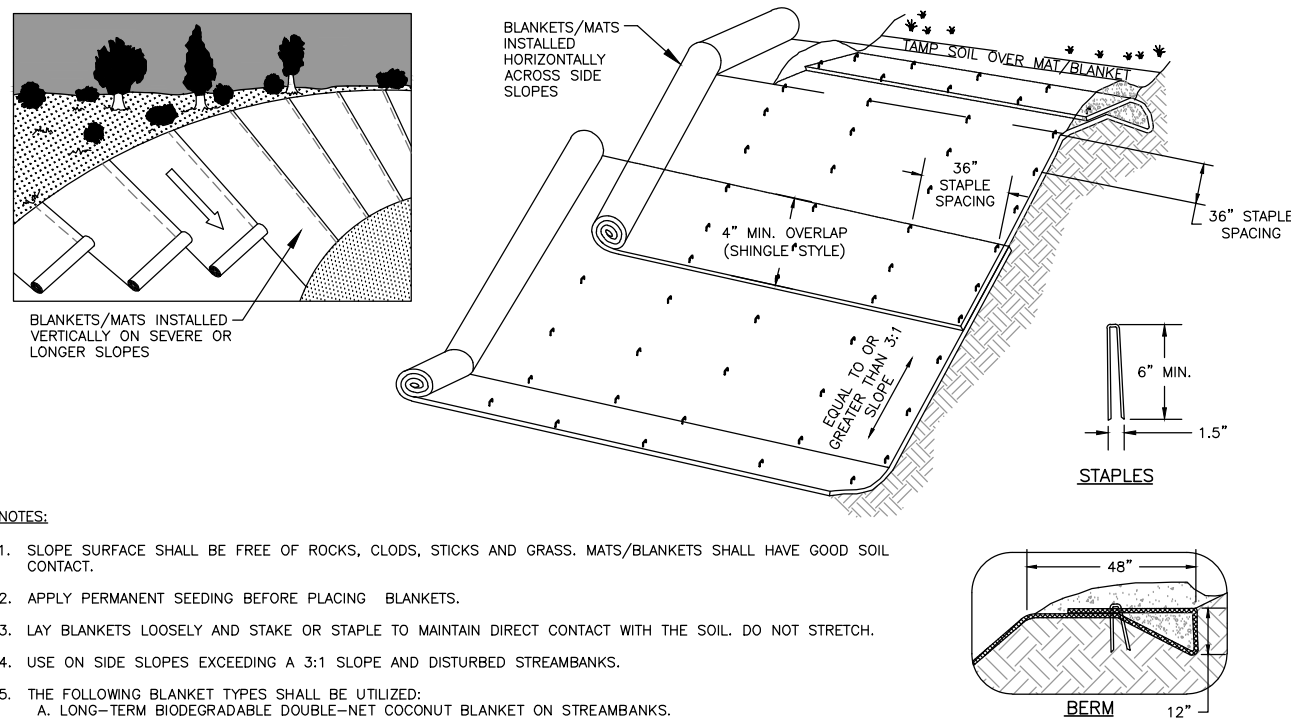 BLANKETS/MATS
INSTALLED
HORIZONTALLY
ACROSS SIDE
SLOPES
TAMP SOIL OVER MAT/BLANKET
36"
STAPLE
SPACING
36" STAPLE
SPACING
4" MIN. OVERLAP
(SHINGLE STYLE)
BLANKETS/MATS INSTALLED
VERTICALLY ON SEVERE OR
LONGER SLOPES
EQUAL TO OR
GREATER THAN 3:1
SLOPE
6" MIN.
1.5"
STAPLES
NOTES:
1. SLOPE SURFACE SHALL BE FREE OF ROCKS, CLODS, STICKS AND GRASS. MATS/BLANKETS SHALL HAVE GOOD SOIL
CONTACT.
2. APPLY PERMANENT SEEDING BEFORE PLACING BLANKETS.
3. LAY BLANKETS LOOSELY AND STAKE OR STAPLE TO MAINTAIN DIRECT CONTACT WITH THE SOIL. DO NOT STRETCH.
4. USE ON SIDE SLOPES EXCEEDING A 3:1 SLOPE AND DISTURBED STREAMBANKS.
5. THE FOLLOWING BLANKET TYPES SHALL BE UTILIZED:
A. LONG-TERM BIODEGRADABLE DOUBLE-NET COCONUT BLANKET ON STREAMBANKS.
48"
BERM
12"